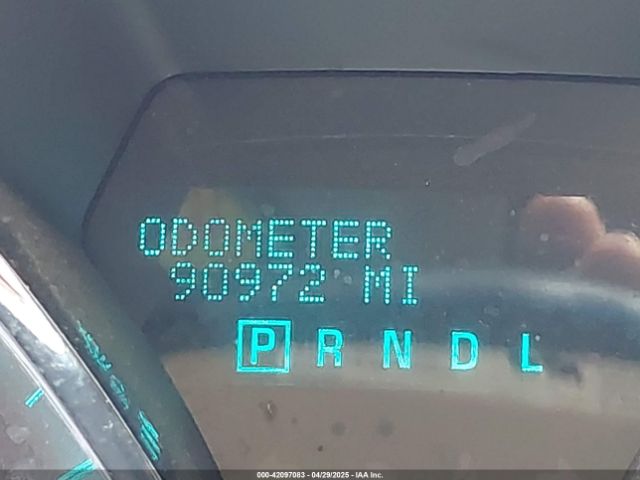 ODOMETER
90972 MI
P R N D L
000-42097083 - 04/29/2025 - IAA Inc.